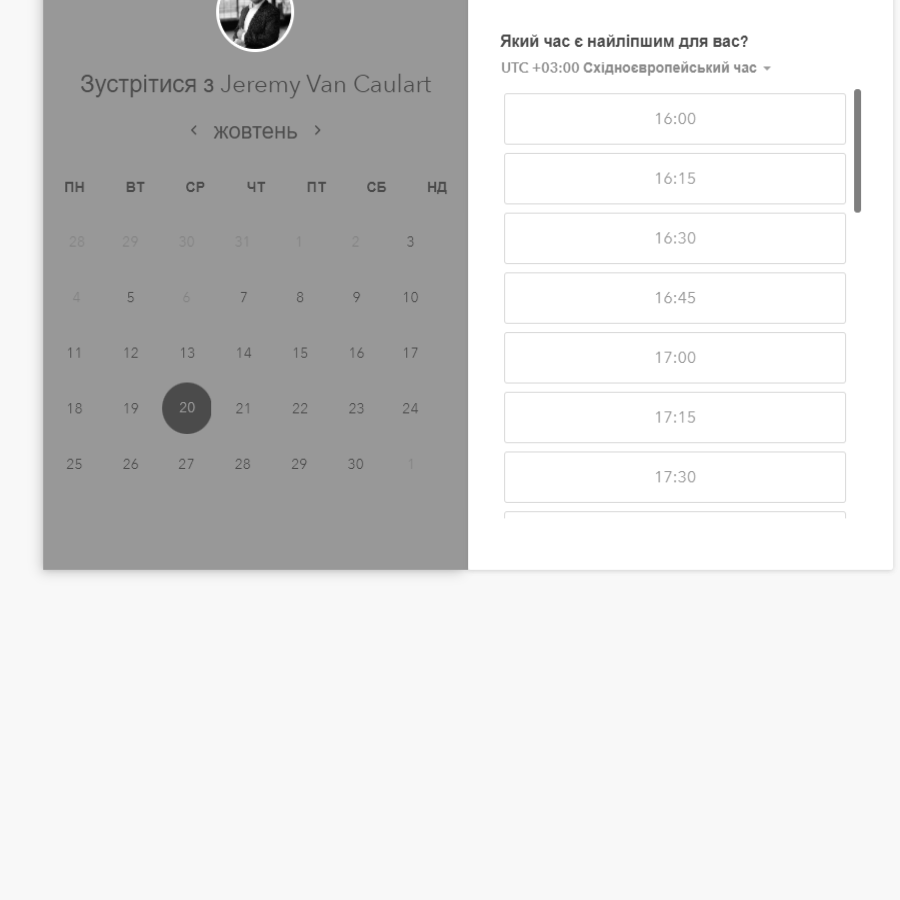 Зустрітися з Jeremy Van Caulart
жовтень
ПН ВТ СР ЧТ ПТ СБ НД
28 29 30 31 1 2 3
4 5 6 7 8 9 10
11 12 13 14 15 16 17
18 19 20 21 22 23 24
25 26 27 28 29 30 1
Який час є найліпшим для вас?
UTC +03:00 Східноєвропейський час
16:00
16:15
16:30
16:45
17:00
17:15
17:30